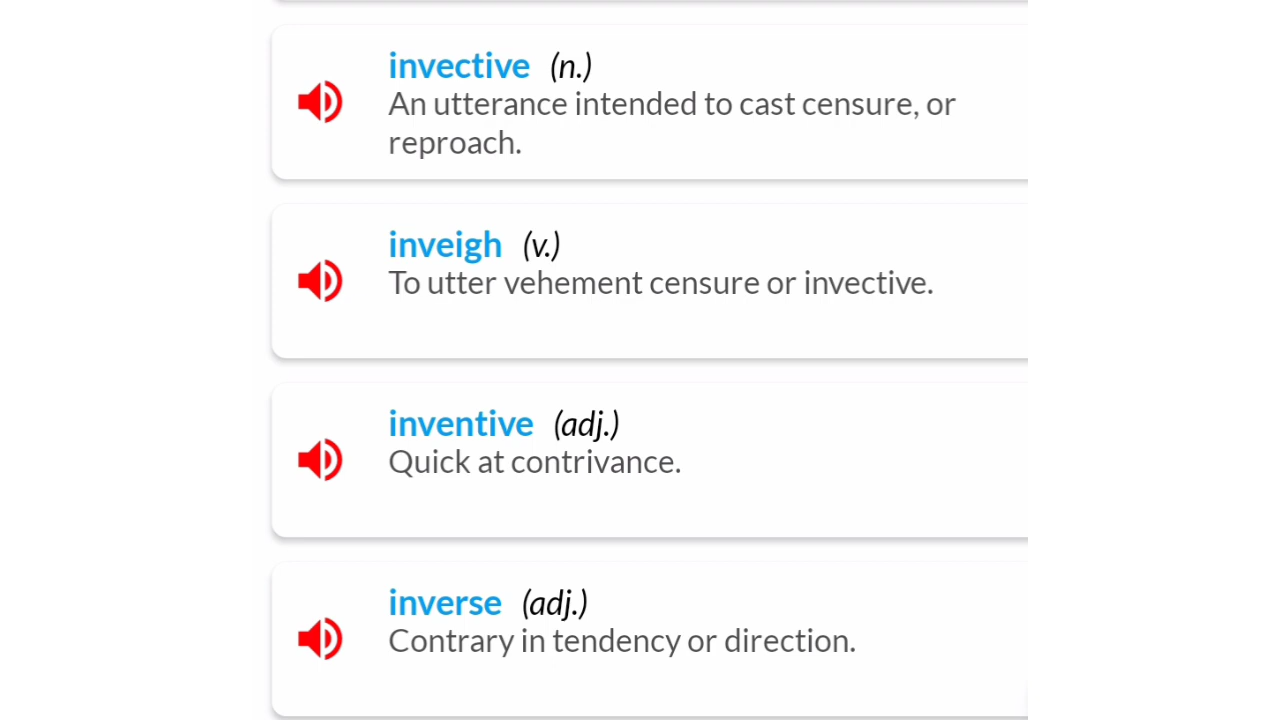 invective (n.)
An utterance intended to cast censure, or
reproach.
inveigh (v.)
To utter vehement censure or invective.
inventive (adj.)
Quick at contrivance.
inverse (adj.)
Contrary in tendency or direction.